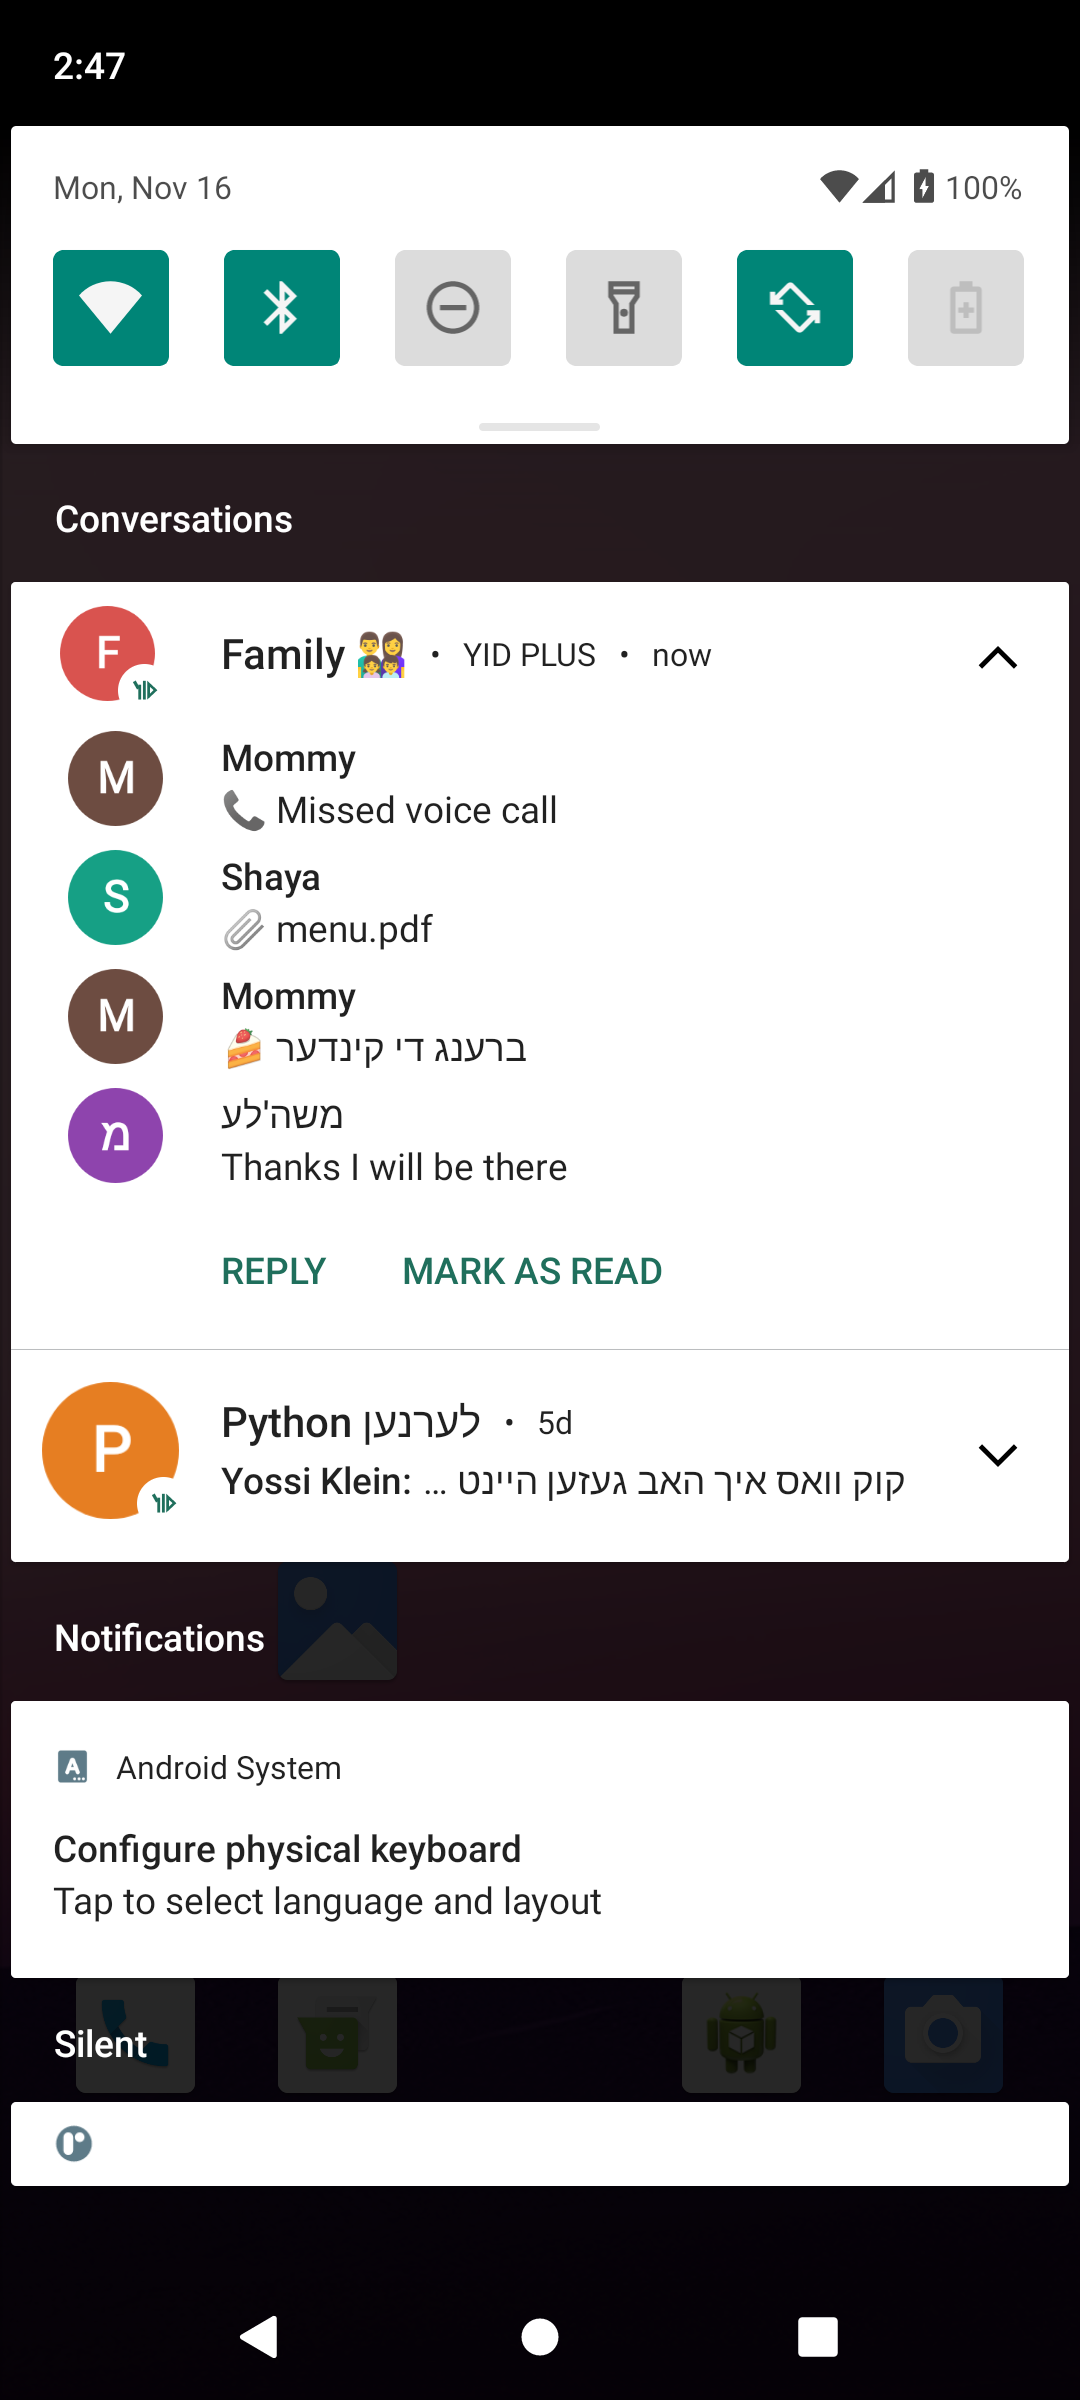 2:47
Mon, Nov 16
100%
Conversations
F
Family 👨‍👩‍👧‍👦 • YID PLUS • now
M
Mommy
📞 Missed voice call
S
Shaya
📎 menu.pdf
M
Mommy
ברענג די קינדער 🍰
מ
משה'לע
Thanks I will be there
REPLY MARK AS READ
P
Python לערנען • 5d
Yossi Klein: קוק וואס איך האב געזען היינט ...
Notifications
Android System
Configure physical keyboard
Tap to select language and layout
Silent